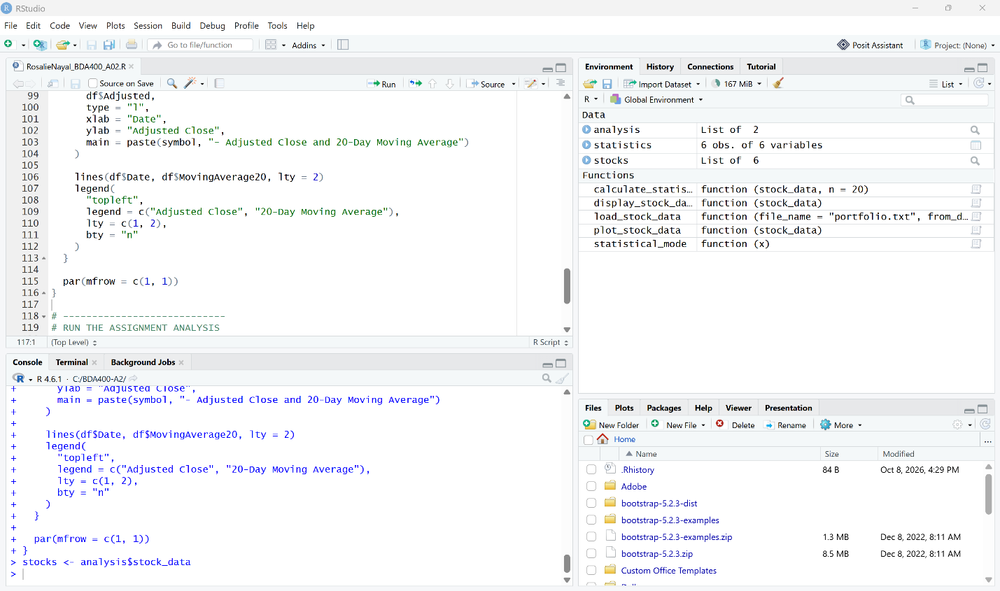 RStudio
File Edit Code View Plots Session Build Debug Profile Tools Help
Go to file/function Addins Posit Assistant Project: (None)
RosalieNayal_BDA400_A02.R
Source on Save Run Source
99 df$Adjusted,
100 type = "l",
101 xlab = "Date",
102 ylab = "Adjusted Close",
103 main = paste(symbol, "- Adjusted Close and 20-Day Moving Average")
104 )
105
106 lines(df$Date, df$MovingAverage20, lty = 2)
107 legend(
108 "topleft",
109 legend = c("Adjusted Close", "20-Day Moving Average"),
110 lty = c(1, 2),
111 bty = "n"
112 )
113 }
114
115 par(mfrow = c(1, 1))
116 }
117
118 # ----------------------------
119 # RUN THE ASSIGNMENT ANALYSIS
117:1 (Top Level) R Script
Console Terminal Background Jobs
R 4.6.1 · C:/BDA400-A2/
+ ylab = "Adjusted Close",
+ main = paste(symbol, "- Adjusted Close and 20-Day Moving Average")
+ )
+
+ lines(df$Date, df$MovingAverage20, lty = 2)
+ legend(
+ "topleft",
+ legend = c("Adjusted Close", "20-Day Moving Average"),
+ lty = c(1, 2),
+ bty = "n"
+ )
+ }
+
+ par(mfrow = c(1, 1))
+ }
> stocks <- analysis$stock_data
>
Environment History Connections Tutorial
Import Dataset 167 MiB List
R Global Environment
Data
analysis List of 2
statistics 6 obs. of 6 variables
stocks List of 6
Functions
calculate_statis… function (stock_data, n = 20)
display_stock_da… function (stock_data)
load_stock_data function (file_name = "portfolio.txt", from_d…
plot_stock_data function (stock_data)
statistical_mode function (x)
Files Plots Packages Help Viewer Presentation
New Folder New File Delete Rename More
Home ...
Name Size Modified
.Rhistory 84 B Oct 8, 2026, 4:29 PM
Adobe
bootstrap-5.2.3-dist
bootstrap-5.2.3-examples
bootstrap-5.2.3-examples.zip 1.3 MB Dec 8, 2022, 8:11 AM
bootstrap-5.2.3.zip 8.5 MB Dec 8, 2022, 8:11 AM
Custom Office Templates